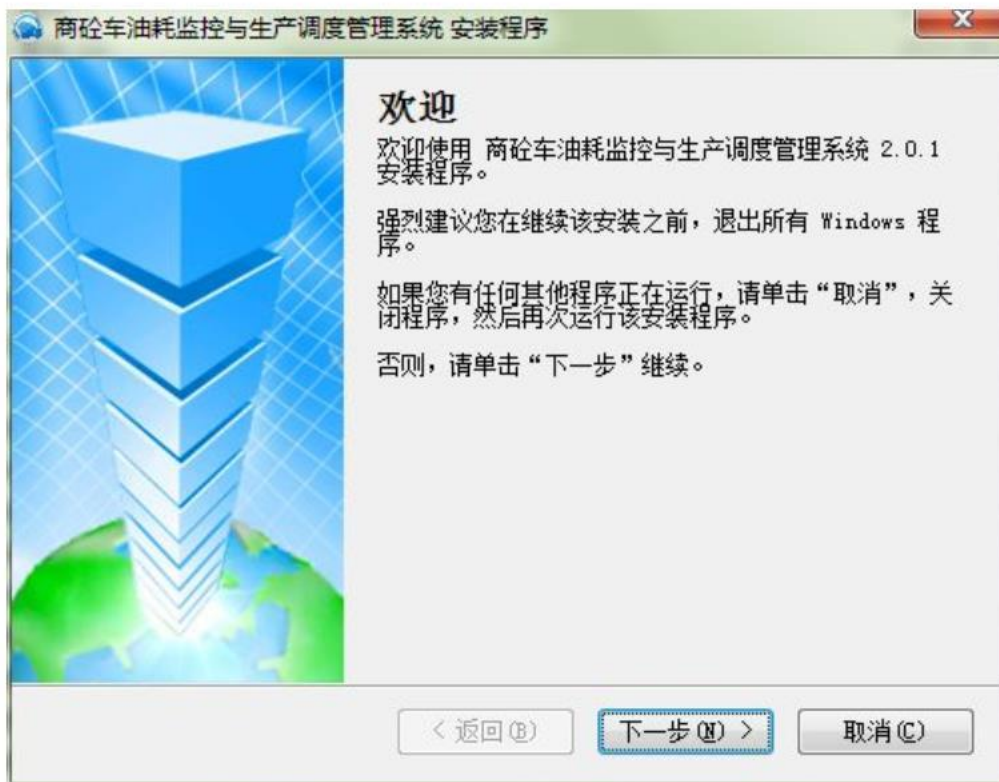 商砼车油耗监控与生产调度管理系统 安装程序
欢迎
欢迎使用 商砼车油耗监控与生产调度管理系统 2.0.1
安装程序。
强烈建议您在继续该安装之前，退出所有 Windows 程
序。
如果您有任何其他程序正在运行，请单击“取消”，关
闭程序，然后再次运行该安装程序。
否则，请单击“下一步”继续。
< 返回(B)
下一步(N) >
取消(C)